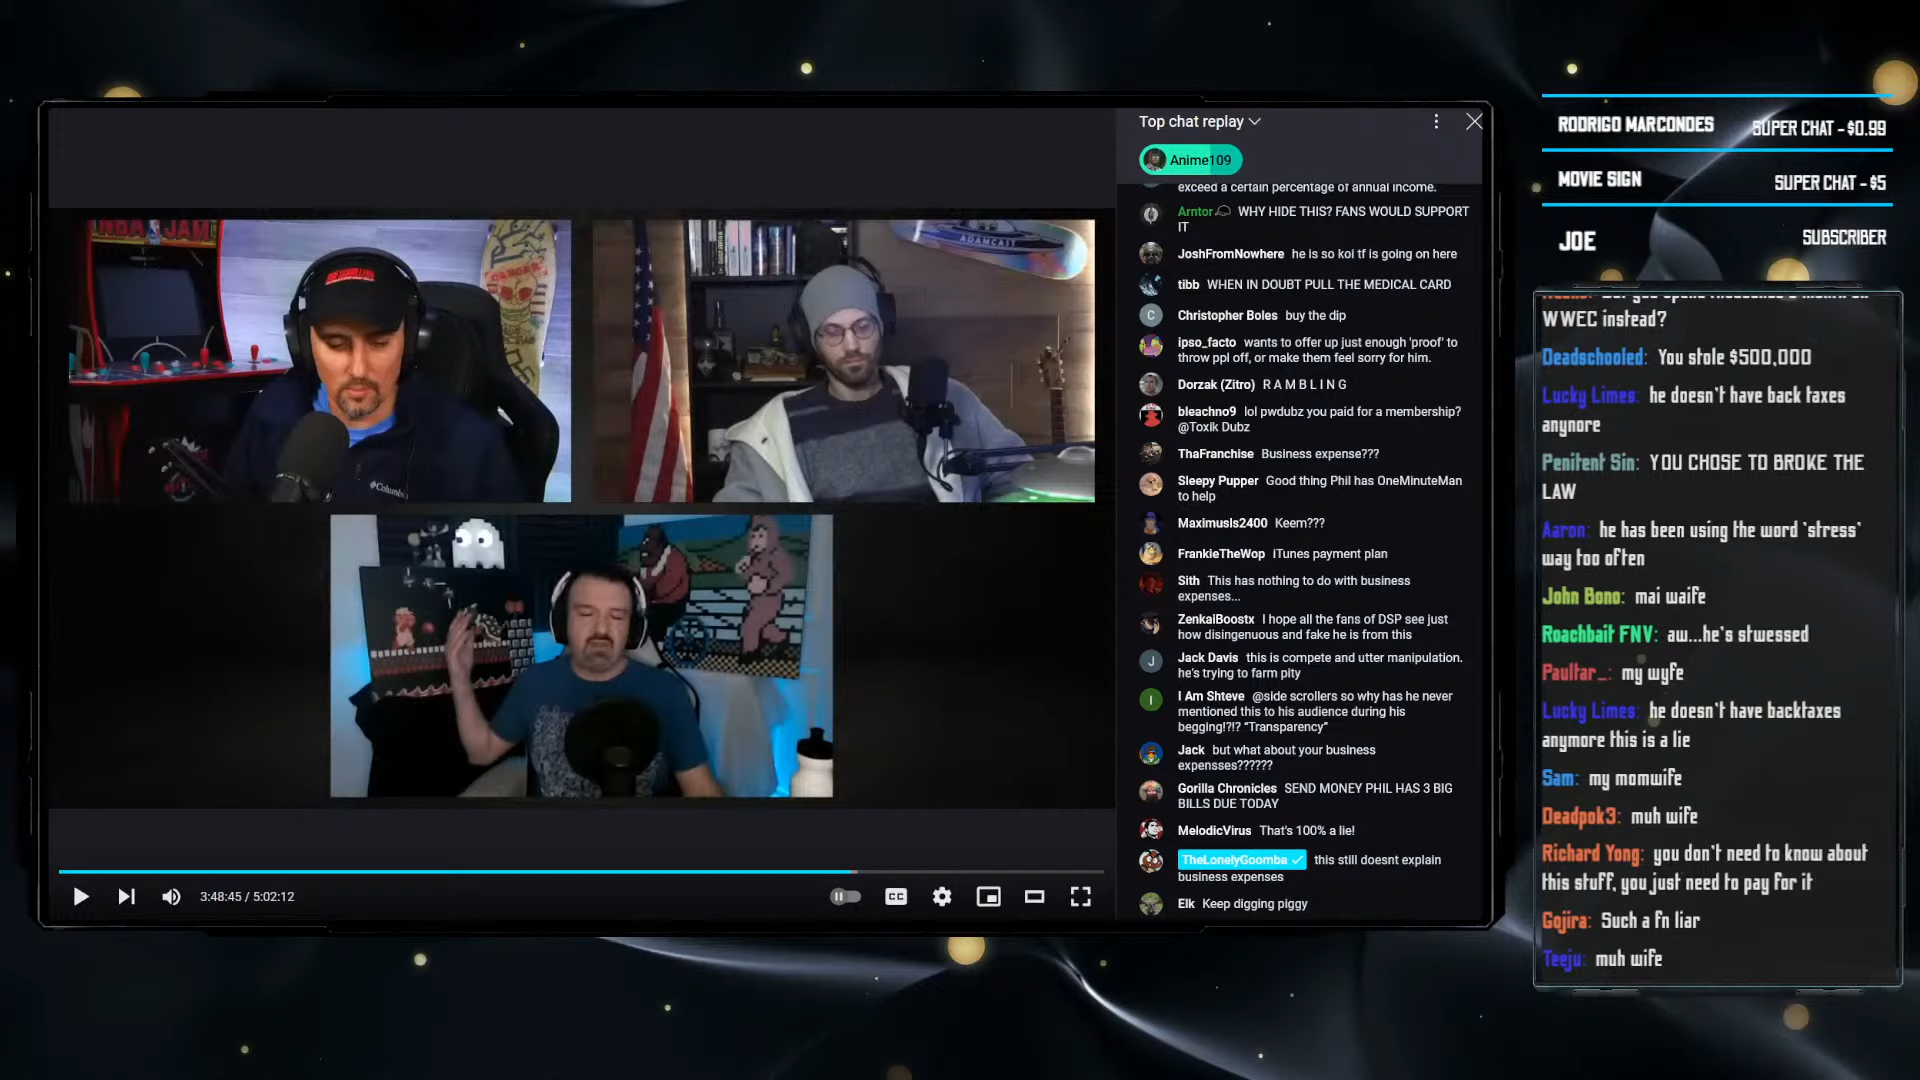 NBA JAM
ADAMCAST
Columbia
3:48:45 / 5:02:12
CC
Top chat replay
Anime109
exceed a certain percentage of annual income.
Arntor WHY HIDE THIS? FANS WOULD SUPPORT
IT
JoshFromNowhere he is so koi tf is going on here
tibb WHEN IN DOUBT PULL THE MEDICAL CARD
C Christopher Boles buy the dip
ipso_facto wants to offer up just enough 'proof' to
throw ppl off, or make them feel sorry for him.
Dorzak (Zitro) R A M B L I N G
bleachno9 lol pwdubz you paid for a membership?
@Toxik Dubz
ThaFranchise Business expense???
Sleepy Pupper Good thing Phil has OneMinuteMan
to help
Maximusls2400 Keem???
FrankieTheWop iTunes payment plan
Sith This has nothing to do with business
expenses...
ZenkaiBoostx I hope all the fans of DSP see just
how disingenuous and fake he is from this
J Jack Davis this is compete and utter manipulation.
he's trying to farm pity
I I Am Shteve @side scrollers so why has he never
mentioned this to his audience during his
begging!?!? "Transparency"
Jack but what about your business
expensses??????
Gorilla Chronicles SEND MONEY PHIL HAS 3 BIG
BILLS DUE TODAY
MelodicVirus That's 100% a lie!
TheLonelyGoomba this still doesnt explain
business expenses
Elk Keep digging piggy
RODRIGO MARCONDES SUPER CHAT - $0.99
MOVIE SIGN SUPER CHAT - $5
JOE SUBSCRIBER
WWEC instead?
Deadschooled: You stole $500,000
Lucky Limes: he doesn't have back taxes
anynore
Penitent Sin: YOU CHOSE TO BROKE THE
LAW
Aaron: he has been using the word 'stress'
way too often
John Bono: mai waife
Roachbait FNV: aw...he's stwessed
Paultar_: my wyfe
Lucky Limes: he doesn't have backtaxes
anymore this is a lie
Sam: my momwife
Deadpok3: muh wife
Richard Yong: you don't need to know about
this stuff, you just need to pay for it
Gojira: Such a fn liar
Teeju: muh wife